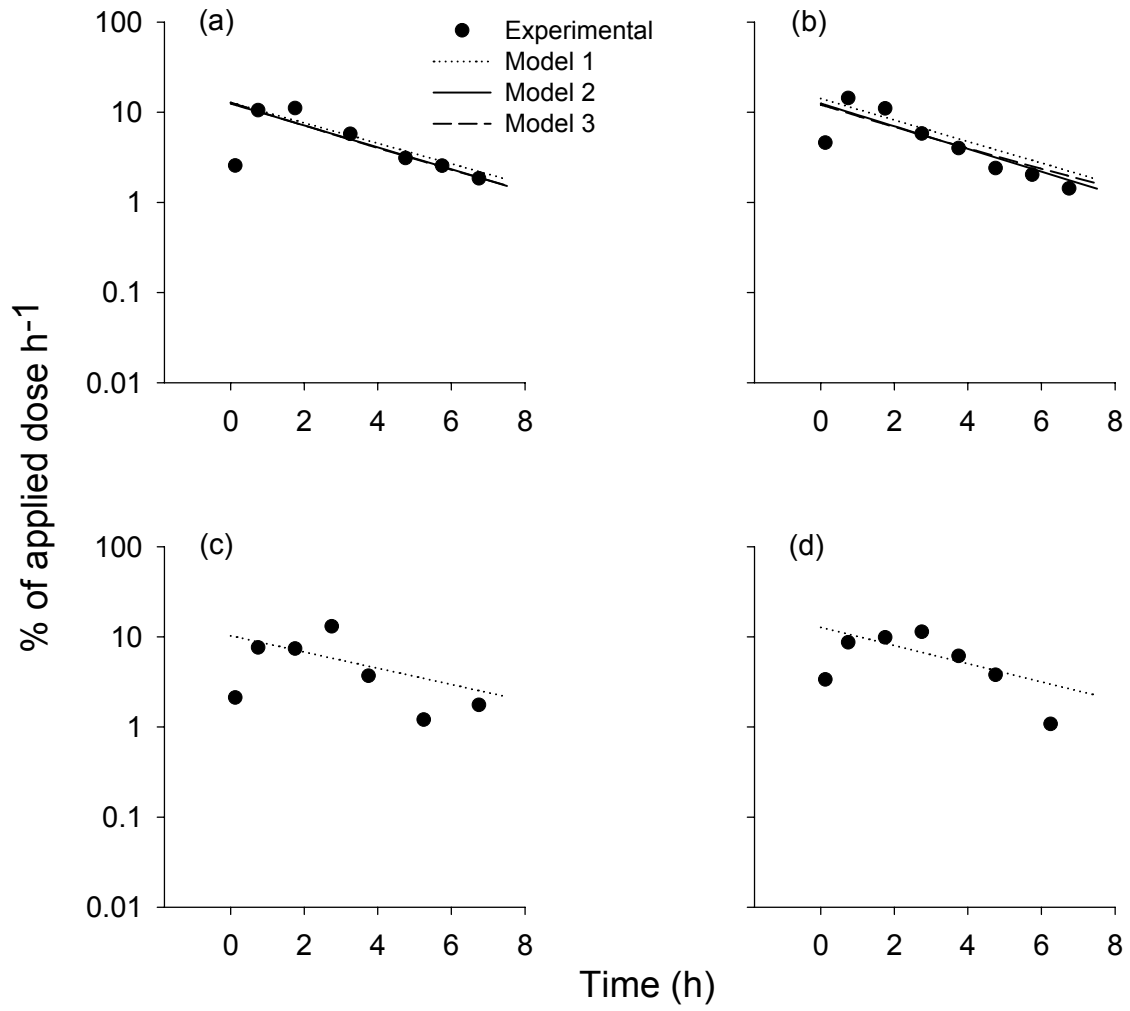 % of applied dose h-1
(a)
100
10
1
0.1
0.01
0 2 4 6 8
Experimental
Model 1
Model 2
Model 3
(b)
0 2 4 6 8
(c)
100
10
1
0.1
0.01
0 2 4 6 8
(d)
0 2 4 6 8
Time (h)